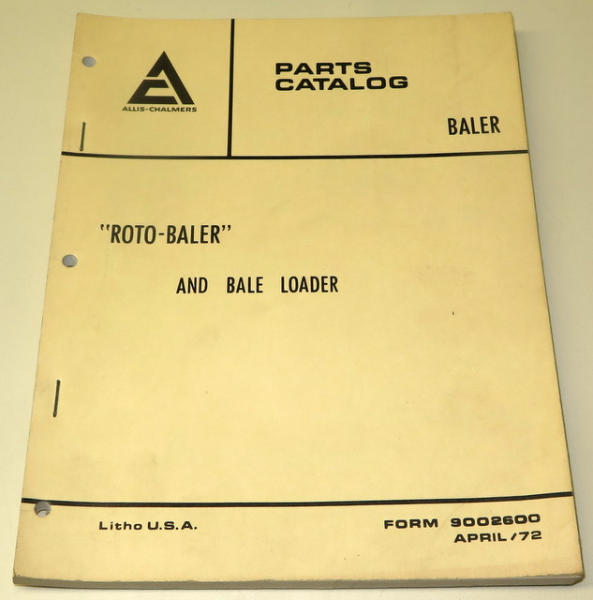 ALLIS-CHALMERS
PARTS
CATALOG
BALER
"ROTO-BALER"
AND BALE LOADER
Litho U.S.A.
FORM 9002600
APRIL/72